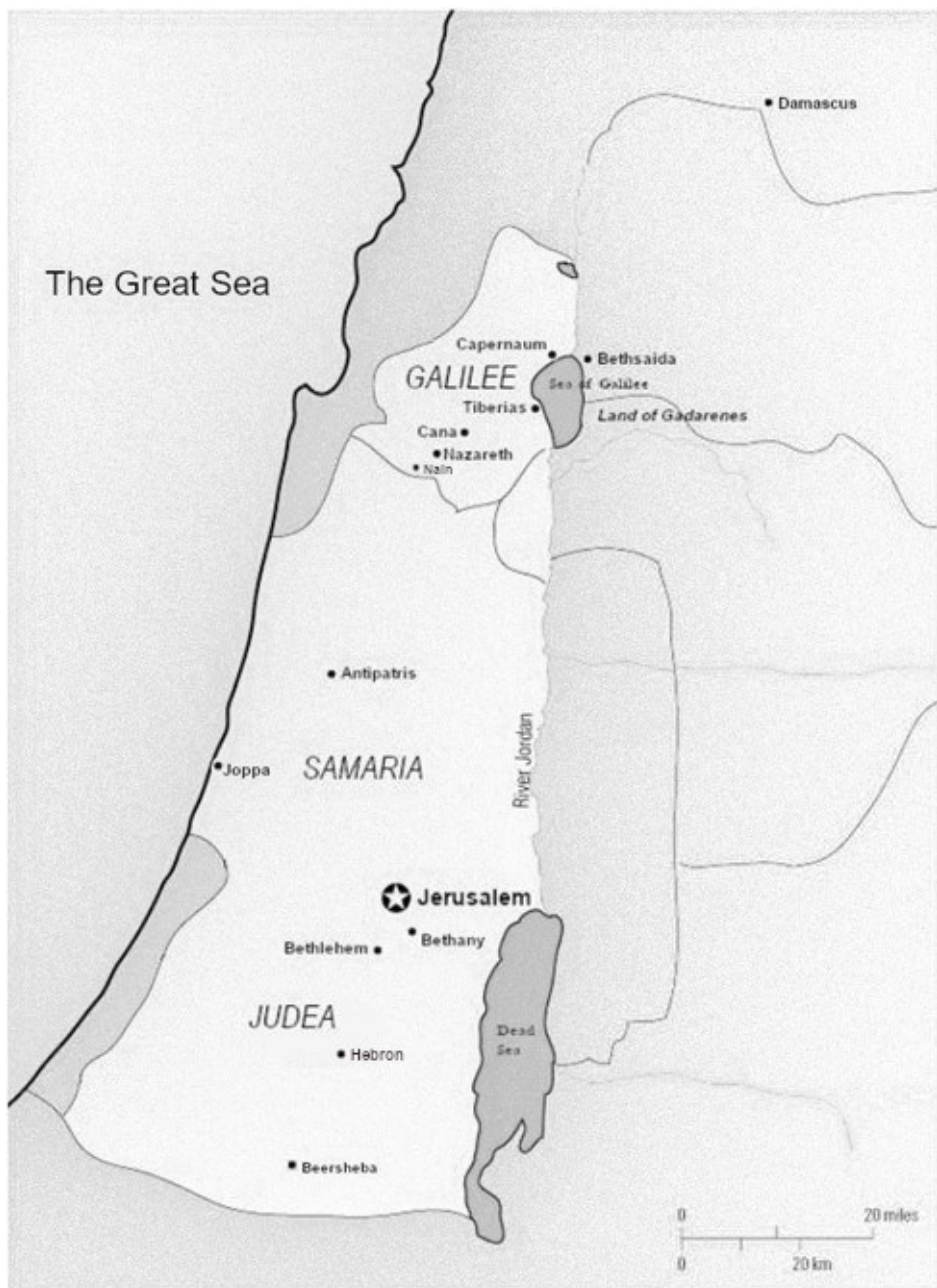 Damascus
The Great Sea
Capernaum
Bethsaida
GALILEE
Sea of Galilee
Tiberias
Land of Gadarenes
Cana
Nazareth
Nain
Antipatris
River Jordan
Joppa
SAMARIA
Jerusalem
Bethany
Bethlehem
JUDEA
Dead
Sea
Hebron
Beersheba
0 20 miles
0 20 km